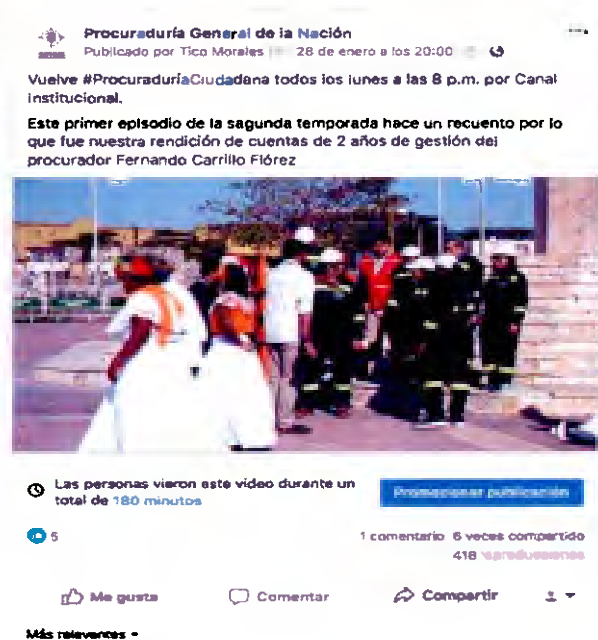 Procuraduría General de la Nación
Publicado por Tico Morales 28 de enero a los 20:00
Vuelve #ProcuraduríaCiudadana todos los lunes a las 8 p.m. por Canal
institucional.
Este primer episodio de la sagunda temporada hace un recuento por lo
que fue nuestra rendición de cuentas de 2 años de gestión del
procurador Fernando Carrillo Flórez
Las personas vieron este video durante un
total de 180 minutos
Promocionar publicación
5
1 comentario 6 veces compartido
418 reproducciones
Me gusta Comentar Compartir
Más relevantes